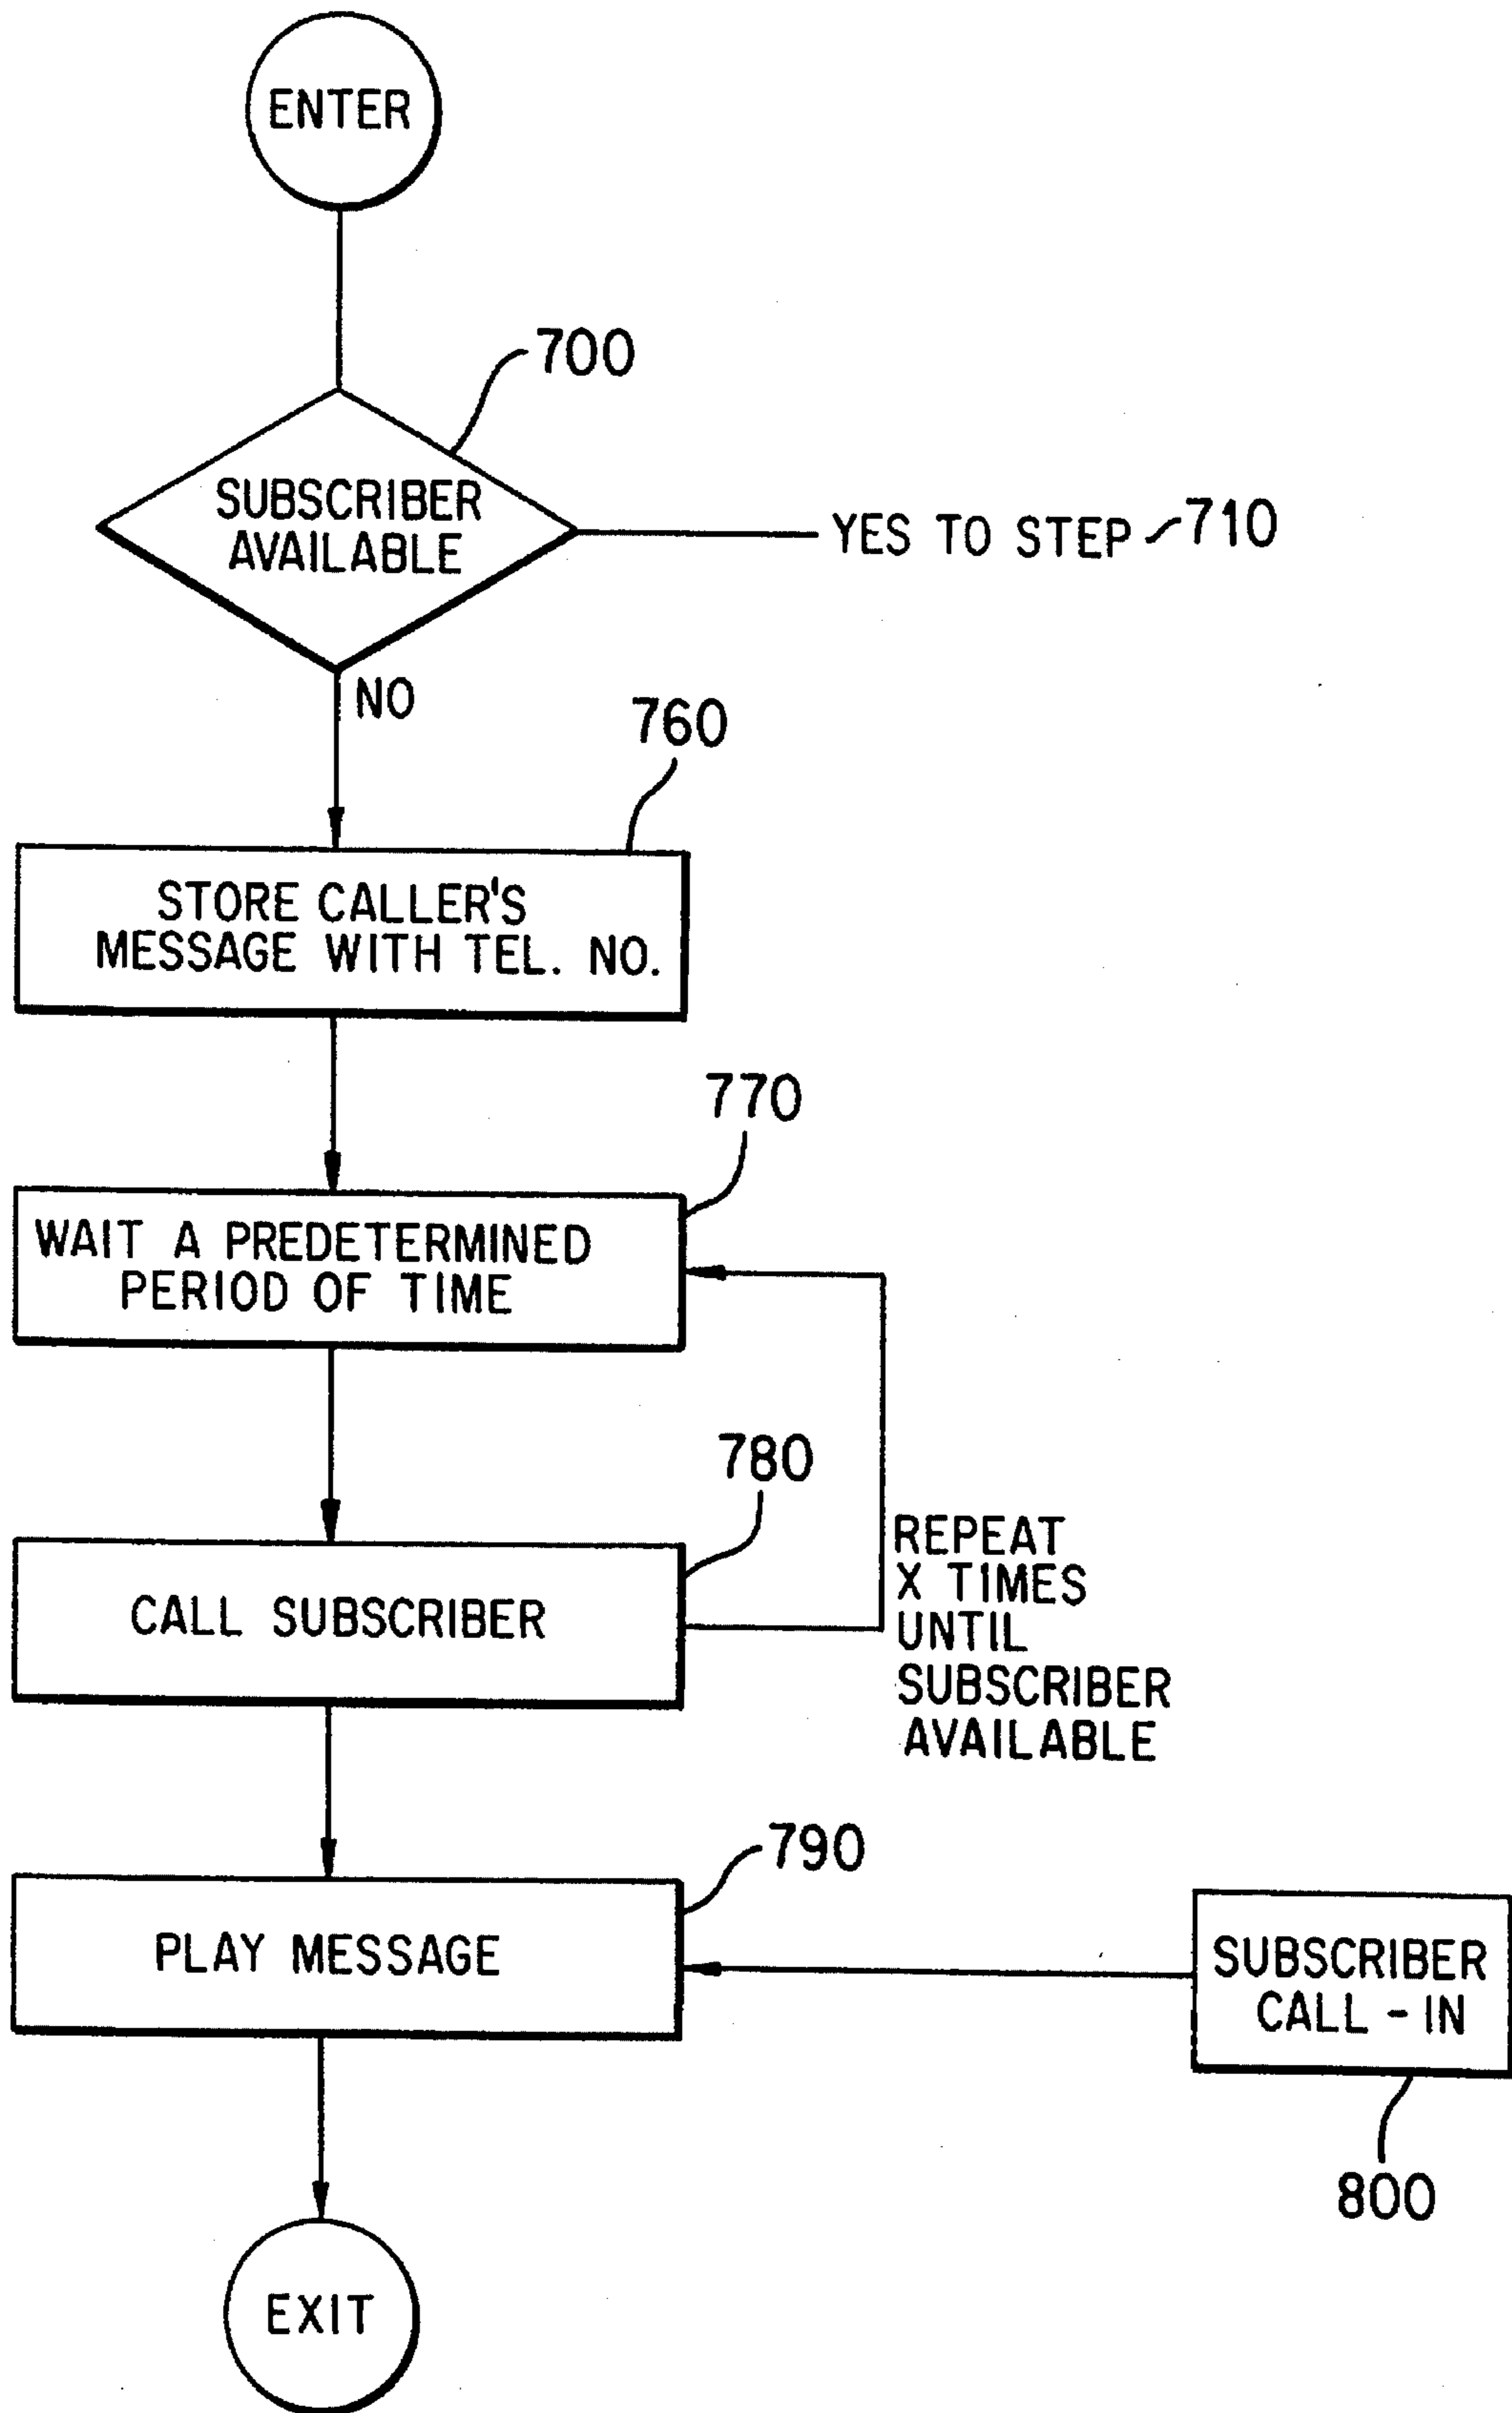 ENTER
700
SUBSCRIBER
AVAILABLE
YES TO STEP 710
NO
760
STORE CALLER'S
MESSAGE WITH TEL. NO.
770
WAIT A PREDETERMINED
PERIOD OF TIME
780
CALL SUBSCRIBER
REPEAT
X TIMES
UNTIL
SUBSCRIBER
AVAILABLE
790
PLAY MESSAGE
SUBSCRIBER
CALL - IN
800
EXIT